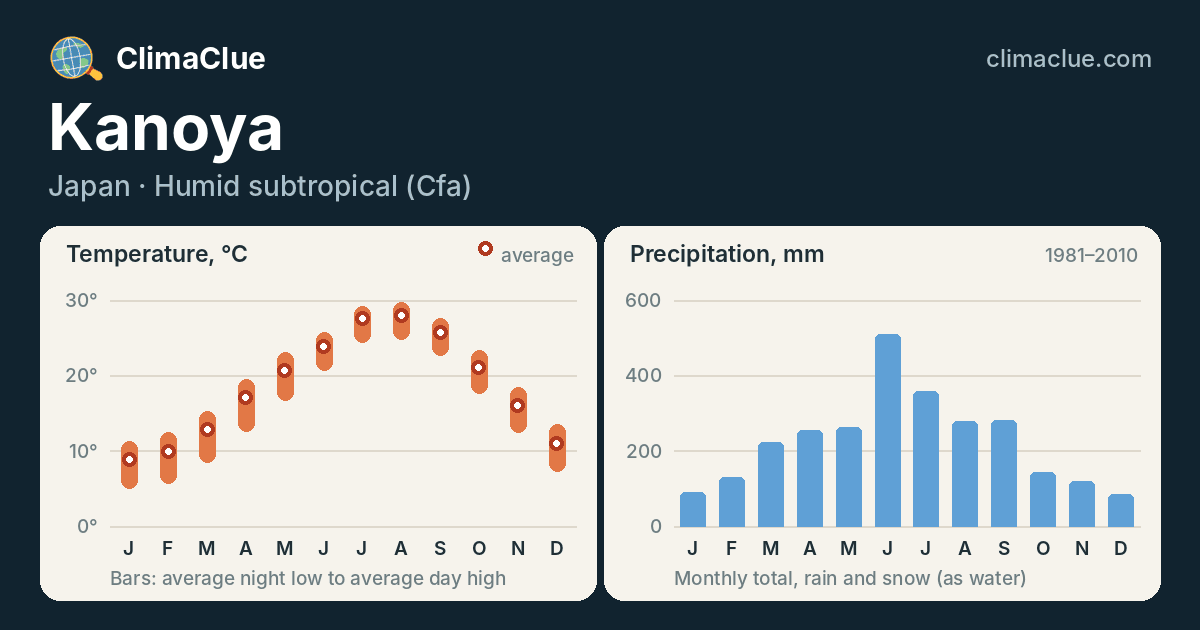 ClimaClue
climaclue.com
Kanoya
Japan · Humid subtropical (Cfa)
Temperature, °C
average
30°
20°
10°
0°
J F M A M J J A S O N D
Bars: average night low to average day high
Precipitation, mm
1981–2010
600
400
200
0
J F M A M J J A S O N D
Monthly total, rain and snow (as water)